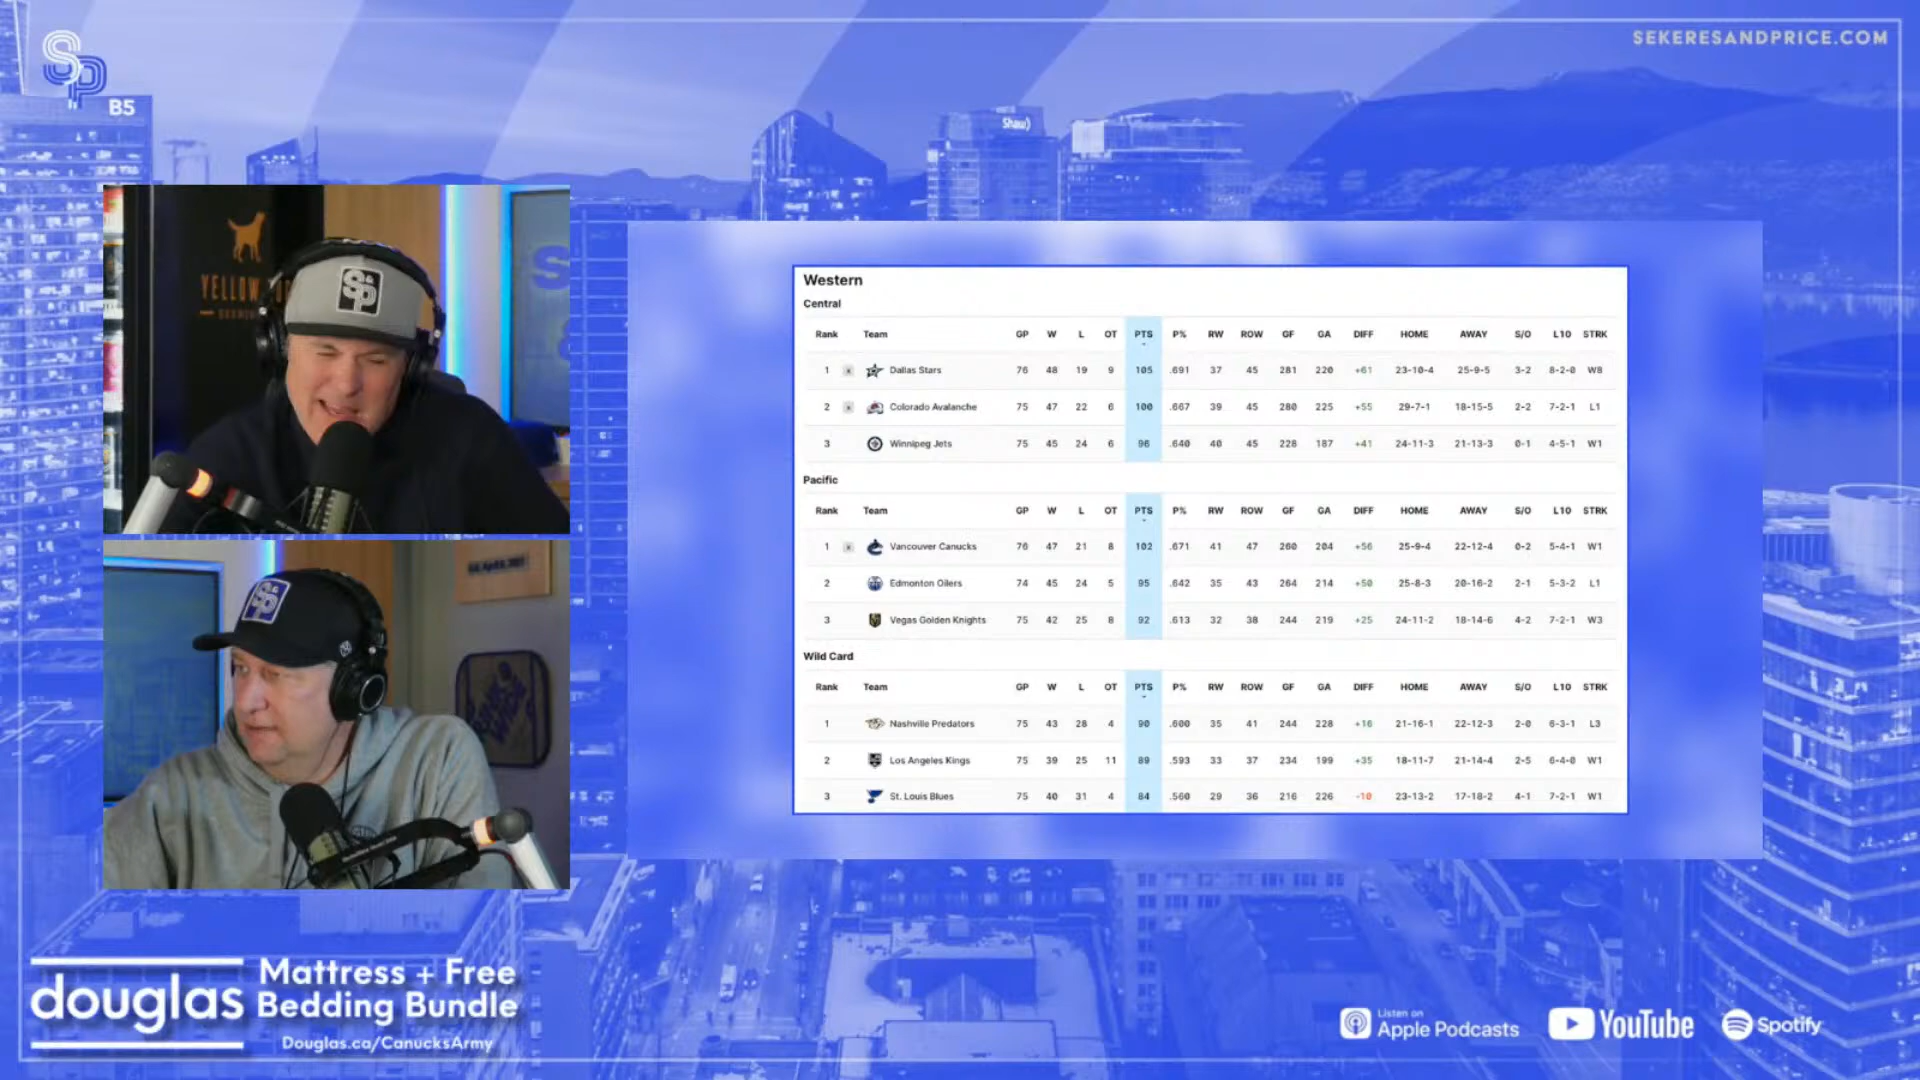 SEKERESANDPRICE.COM
SP
B5
Shaw)
YELLOW
S&P
S&P
Western
Central
Rank Team GP W L OT PTS P% RW ROW GF GA DIFF HOME AWAY S/O L10 STRK
1 x Dallas Stars 76 48 19 9 105 .691 37 45 281 220 +61 23-10-4 25-9-5 3-2 8-2-0 W8
2 x Colorado Avalanche 75 47 22 6 100 .667 39 45 280 225 +55 29-7-1 18-15-5 2-2 7-2-1 L1
3 Winnipeg Jets 75 45 24 6 96 .640 40 45 228 187 +41 24-11-3 21-13-3 0-1 4-5-1 W1
Pacific
Rank Team GP W L OT PTS P% RW ROW GF GA DIFF HOME AWAY S/O L10 STRK
1 x Vancouver Canucks 76 47 21 8 102 .671 41 47 260 204 +56 25-9-4 22-12-4 0-2 5-4-1 W1
2 Edmonton Oilers 74 45 24 5 95 .642 35 43 264 214 +50 25-8-3 20-16-2 2-1 5-3-2 L1
3 Vegas Golden Knights 75 42 25 8 92 .613 32 38 244 219 +25 24-11-2 18-14-6 4-2 7-2-1 W3
Wild Card
Rank Team GP W L OT PTS P% RW ROW GF GA DIFF HOME AWAY S/O L10 STRK
1 Nashville Predators 75 43 28 4 90 .600 35 41 244 228 +16 21-16-1 22-12-3 2-0 6-3-1 L3
2 Los Angeles Kings 75 39 25 11 89 .593 33 37 234 199 +35 18-11-7 21-14-4 2-5 6-4-0 W1
3 St. Louis Blues 75 40 31 4 84 .560 29 36 216 226 -10 23-13-2 17-18-2 4-1 7-2-1 W1
douglas
Mattress + Free
Bedding Bundle
Douglas.ca/CanucksArmy
Listen on
Apple Podcasts
YouTube
Spotify